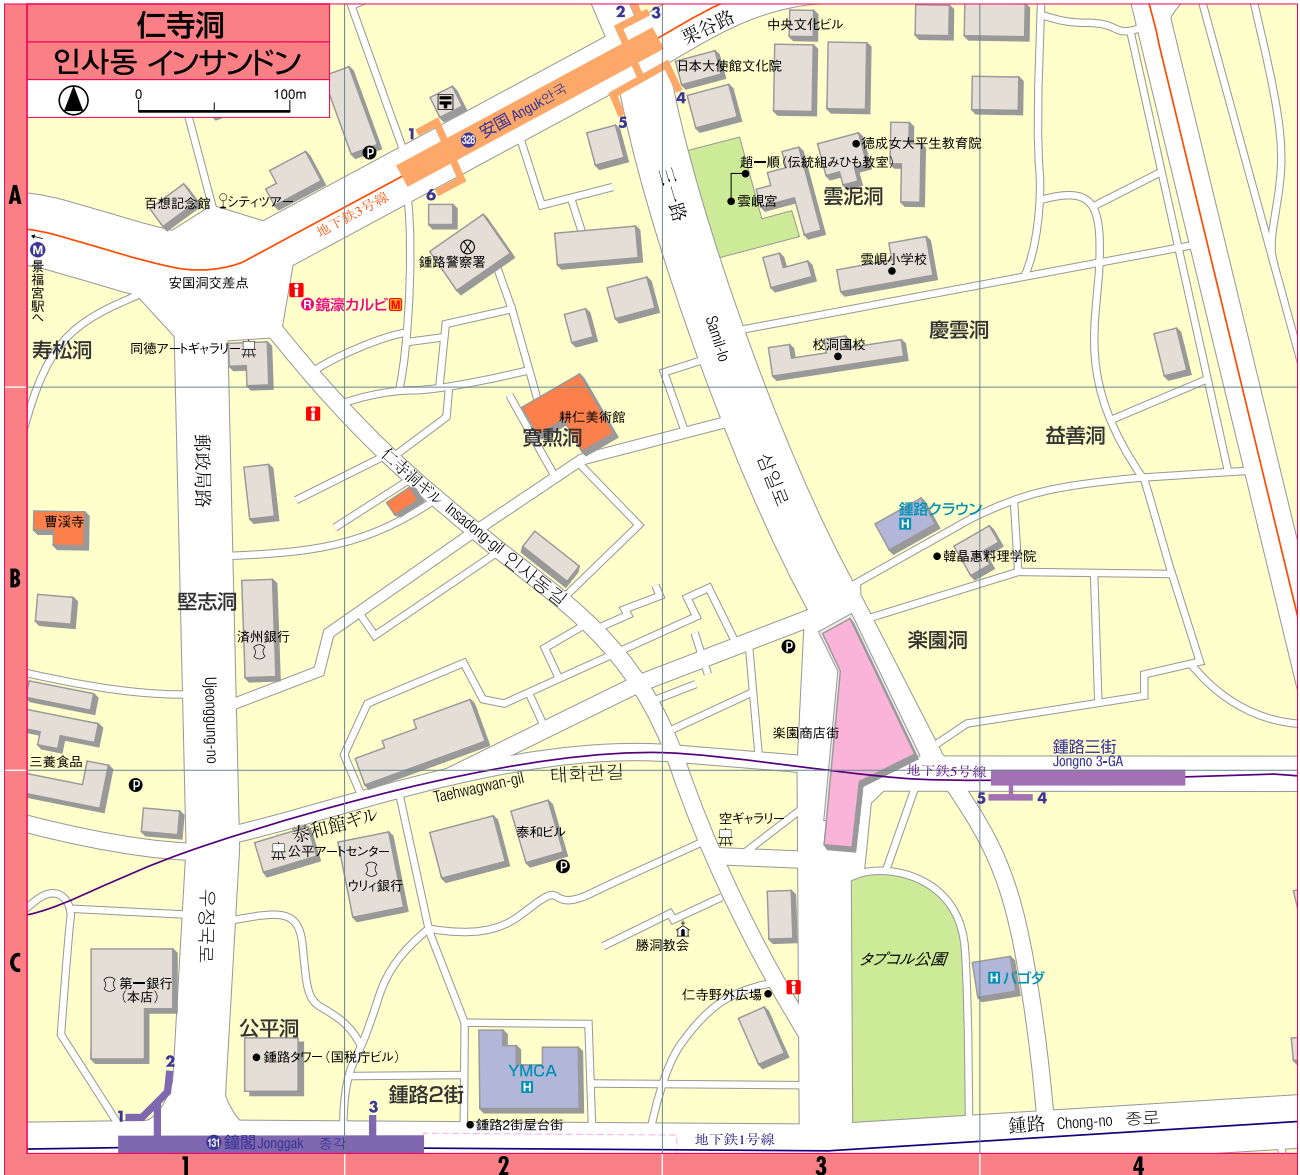 仁寺洞
인사동 インサンドン
0 100m
2 3
栗谷路
中央文化ビル
日本大使館文化院
4
5
1
328 安国 Anguk 안국
6
P
徳成女大平生教育院
趙一順(伝統組みひも教室)
雲峴宮
雲泥洞
三一路
A
百想記念館
シティツアー
地下鉄3号線
鍾路警察署
雲峴小学校
M
景福宮駅へ
安国洞交差点
R 鏡濠カルビ M
寿松洞
同徳アートギャラリー
Samil-lo
慶雲洞
校洞国校
耕仁美術館
寛勲洞
益善洞
郵政局路
仁寺洞ギル Insadong-gil 인사동길
삼일로
曹渓寺
鍾路クラウン
H
韓晶惠料理学院
B
堅志洞
済州銀行
楽園洞
P
Ujeonggung-no
楽園商店街
三養食品
鍾路三街
Jongno 3-GA
地下鉄5号線
5 4
P
Taehwagwan-gil 태화관길
泰和館ギル
泰和ビル
空ギャラリー
公平アートセンター
P
ウリィ銀行
우정국로
勝洞教会
タプコル公園
C
第一銀行
(本店)
仁寺野外広場
H パゴダ
公平洞
鍾路タワー(国税庁ビル)
2
YMCA
H
鍾路2街
1
3
鍾路2街屋台街
鍾路 Chong-no 종로
131 鐘閣 Jonggak 종각
地下鉄1号線
1 2 3 4